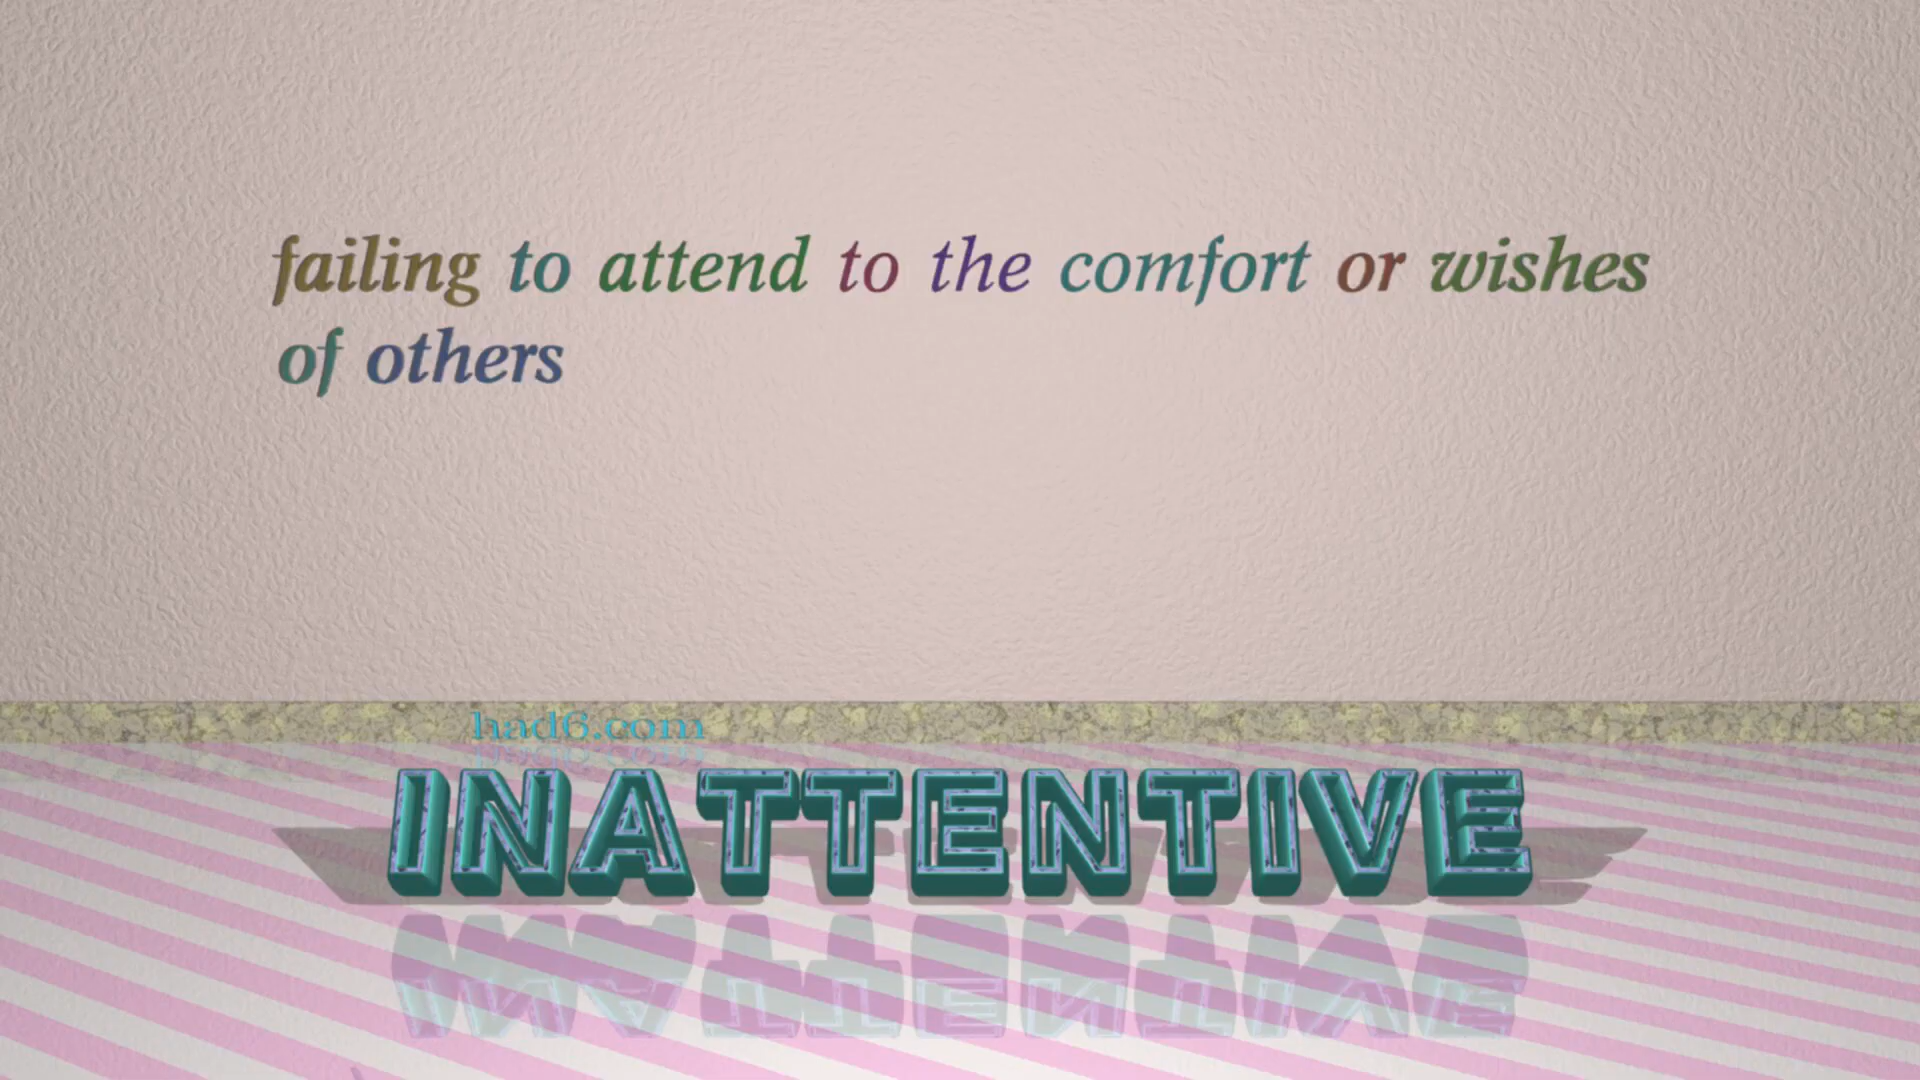 failing to attend to the comfort or wishes
of others
had6.com
INATTENTIVE